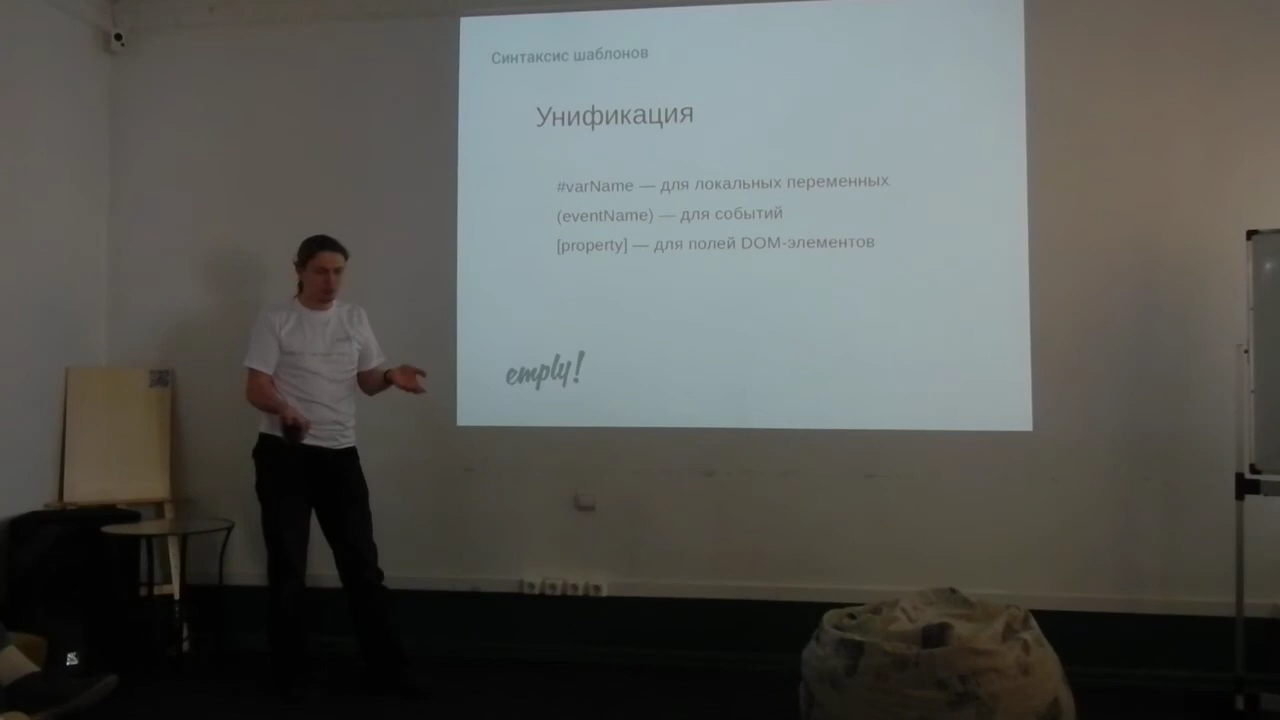 Синтаксис шаблонов
Унификация
#varName — для локальных переменных
(eventName) — для событий
[property] — для полей DOM-элементов
emply!